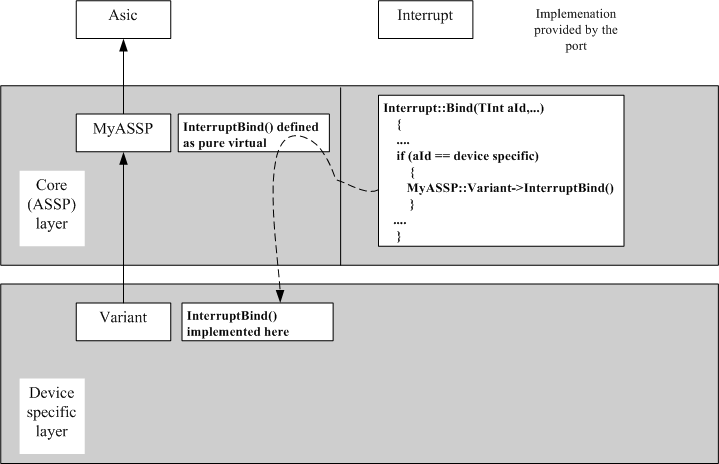 Asic
Interrupt
Implemenation
provided by the
port
MyASSP
InterruptBind() defined
as pure virtual
Interrupt::Bind(TInt aId,...)
{
....
if (aId == device specific)
{
MyASSP::Variant->InterruptBind()
}
....
}
Core
(ASSP)
layer
Variant
InterruptBind()
implemented here
Device
specific
layer